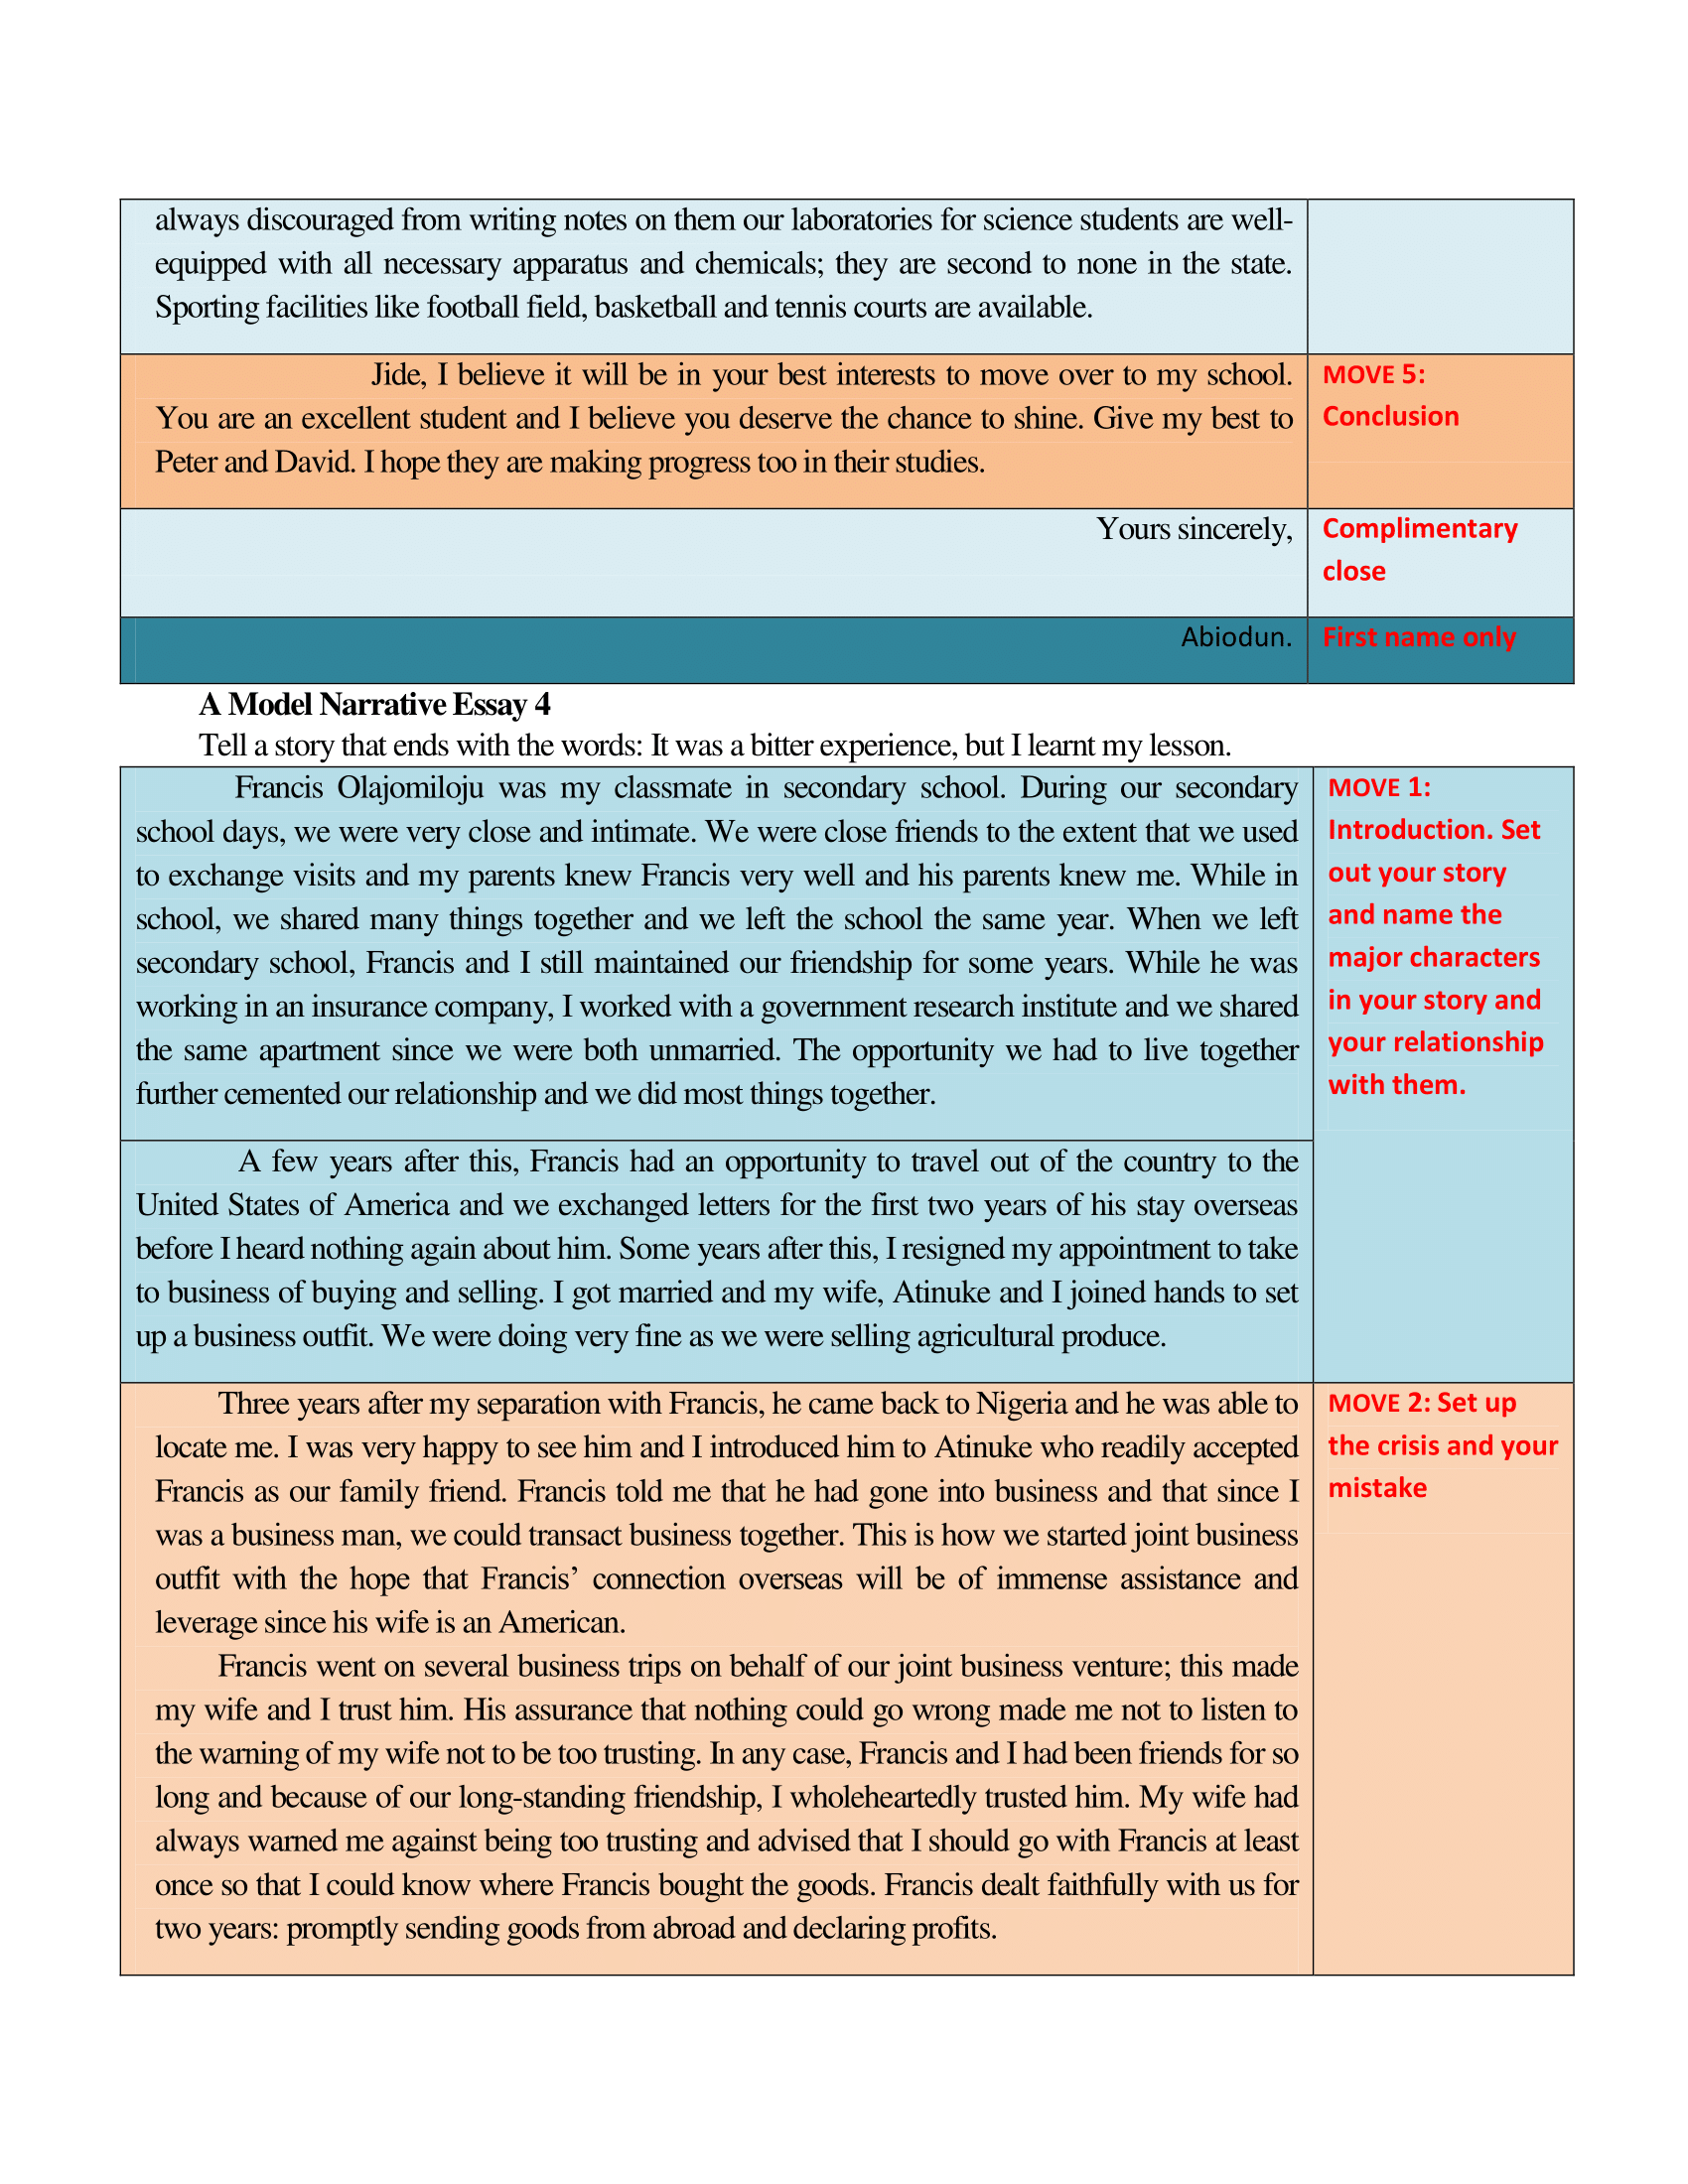 always discouraged from writing notes on them our laboratories for science students are well-
equipped with all necessary apparatus and chemicals; they are second to none in the state.
Sporting facilities like football field, basketball and tennis courts are available.
Jide, I believe it will be in your best interests to move over to my school.
You are an excellent student and I believe you deserve the chance to shine. Give my best to
Peter and David. I hope they are making progress too in their studies.
MOVE 5:
Conclusion
Yours sincerely,
Complimentary
close
Abiodun.
First name only
A Model Narrative Essay 4
Tell a story that ends with the words: It was a bitter experience, but I learnt my lesson.
Francis Olajomiloju was my classmate in secondary school. During our secondary
school days, we were very close and intimate. We were close friends to the extent that we used
to exchange visits and my parents knew Francis very well and his parents knew me. While in
school, we shared many things together and we left the school the same year. When we left
secondary school, Francis and I still maintained our friendship for some years. While he was
working in an insurance company, I worked with a government research institute and we shared
the same apartment since we were both unmarried. The opportunity we had to live together
further cemented our relationship and we did most things together.
MOVE 1:
Introduction. Set
out your story
and name the
major characters
in your story and
your relationship
with them.
A few years after this, Francis had an opportunity to travel out of the country to the
United States of America and we exchanged letters for the first two years of his stay overseas
before I heard nothing again about him. Some years after this, I resigned my appointment to take
to business of buying and selling. I got married and my wife, Atinuke and I joined hands to set
up a business outfit. We were doing very fine as we were selling agricultural produce.
Three years after my separation with Francis, he came back to Nigeria and he was able to
locate me. I was very happy to see him and I introduced him to Atinuke who readily accepted
Francis as our family friend. Francis told me that he had gone into business and that since I
was a business man, we could transact business together. This is how we started joint business
outfit with the hope that Francis’ connection overseas will be of immense assistance and
leverage since his wife is an American.
Francis went on several business trips on behalf of our joint business venture; this made
my wife and I trust him. His assurance that nothing could go wrong made me not to listen to
the warning of my wife not to be too trusting. In any case, Francis and I had been friends for so
long and because of our long-standing friendship, I wholeheartedly trusted him. My wife had
always warned me against being too trusting and advised that I should go with Francis at least
once so that I could know where Francis bought the goods. Francis dealt faithfully with us for
two years: promptly sending goods from abroad and declaring profits.
MOVE 2: Set up
the crisis and your
mistake